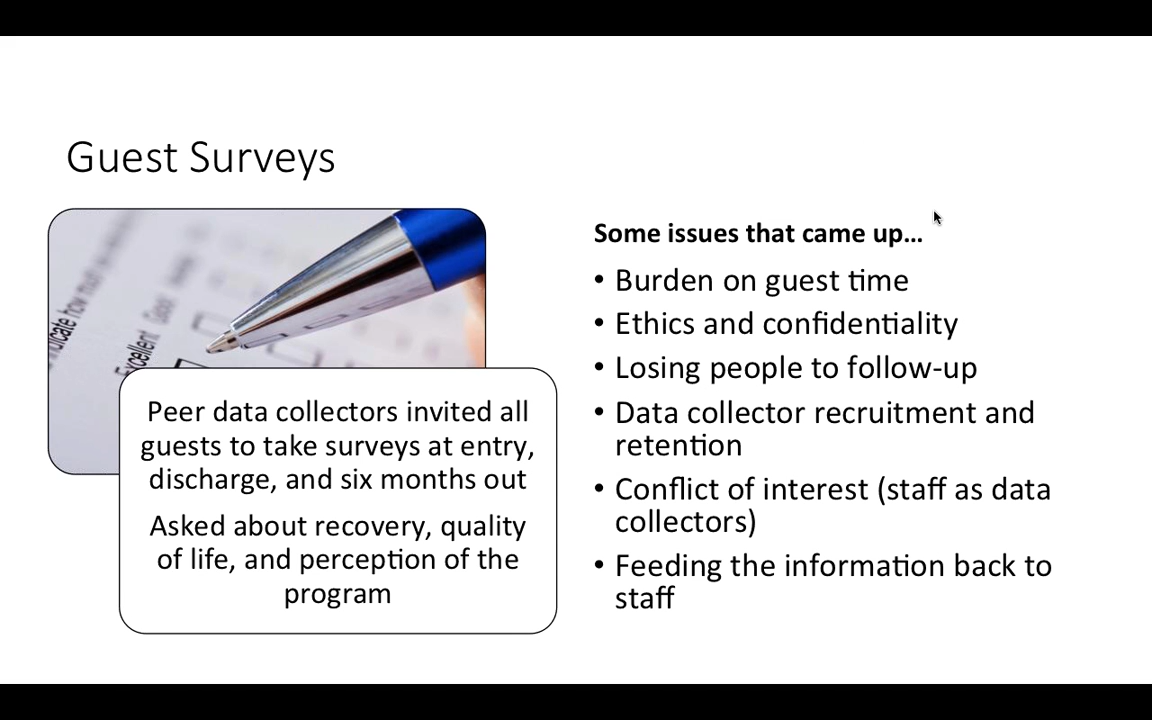 Guest Surveys
Excellent
Peer data collectors invited all
guests to take surveys at entry,
discharge, and six months out
Asked about recovery, quality
of life, and perception of the
program
Some issues that came up...
• Burden on guest time
• Ethics and confidentiality
• Losing people to follow-up
• Data collector recruitment and
retention
• Conflict of interest (staff as data
collectors)
• Feeding the information back to
staff